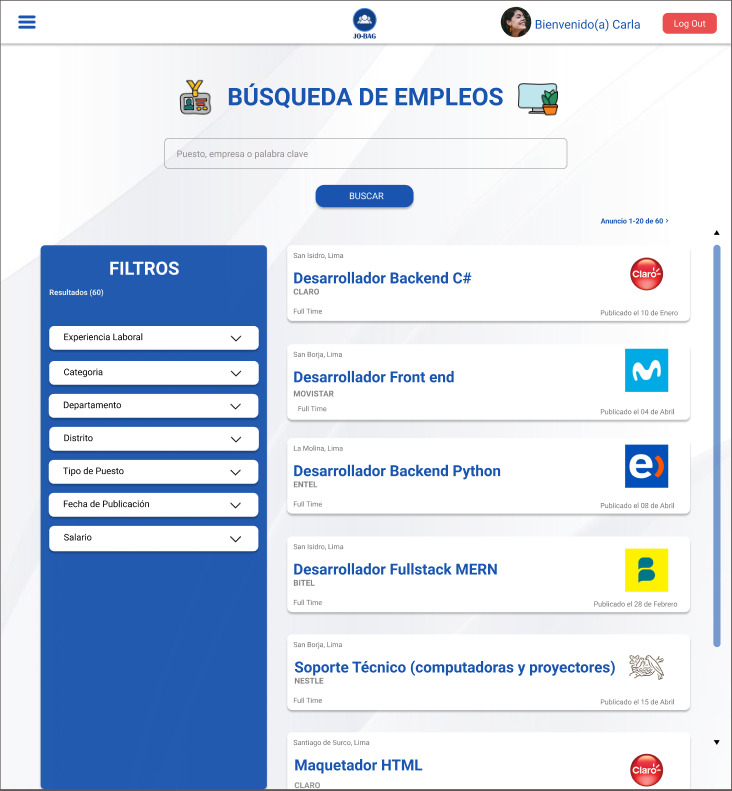 JO-BAG
Bienvenido(a) Carla
Log Out
BÚSQUEDA DE EMPLEOS
Puesto, empresa o palabra clave
BUSCAR
Anuncio 1-20 de 60 >
FILTROS
Resultados (60)
Experiencia Laboral
Categoria
Departamento
Distrito
Tipo de Puesto
Fecha de Publicación
Salario
San Isidro, Lima
Desarrollador Backend C#
CLARO
Full Time
Claro
Publicado el 10 de Enero
San Borja, Lima
Desarrollador Front end
MOVISTAR
Full Time
Publicado el 04 de Abril
La Molina, Lima
Desarrollador Backend Python
ENTEL
Full Time
e)
Publicado el 08 de Abril
San Isidro, Lima
Desarrollador Fullstack MERN
BITEL
Full Time
Publicado el 28 de Febrero
San Borja, Lima
Soporte Técnico (computadoras y proyectores)
NESTLE
Full Time
Publicado el 15 de Abril
Santiago de Surco, Lima
Maquetador HTML
CLARO
Claro